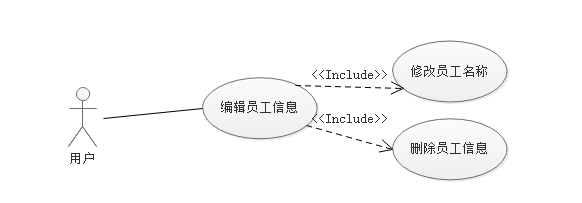 <<Include>>
修改员工名称
编辑员工信息
<<Include>>
删除员工信息
用户